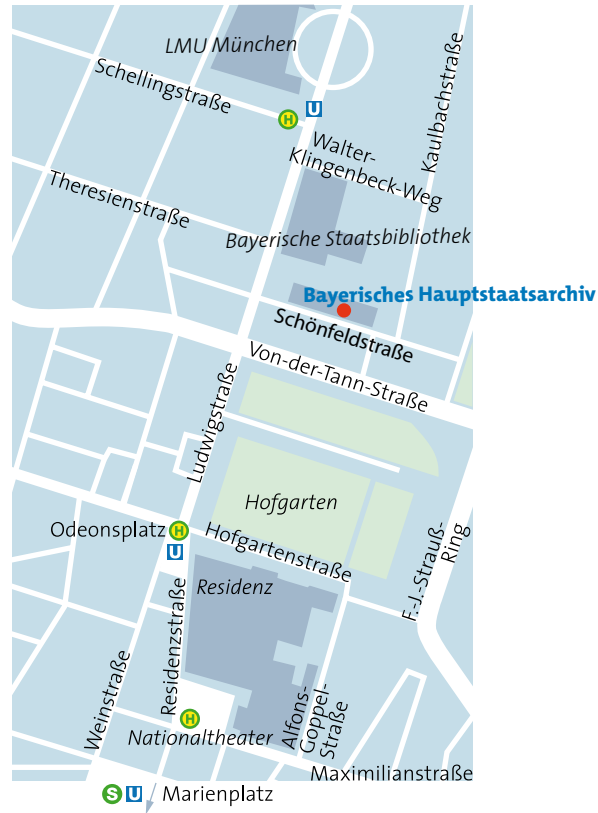 LMU München
Schellingstraße
H
U
Kaulbachstraße
Walter-
Klingenbeck-Weg
Theresienstraße
Bayerische Staatsbibliothek
Bayerisches Hauptstaatsarchiv
Schönfeldstraße
Von-der-Tann-Straße
Ludwigstraße
Hofgarten
Odeonsplatz
H
U
Hofgartenstraße
F.-J.-Strauß-
Ring
Residenz
Residenzstraße
Weinstraße
H
Nationaltheater
Alfons-
Goppel-
Straße
Maximilianstraße
S U Marienplatz